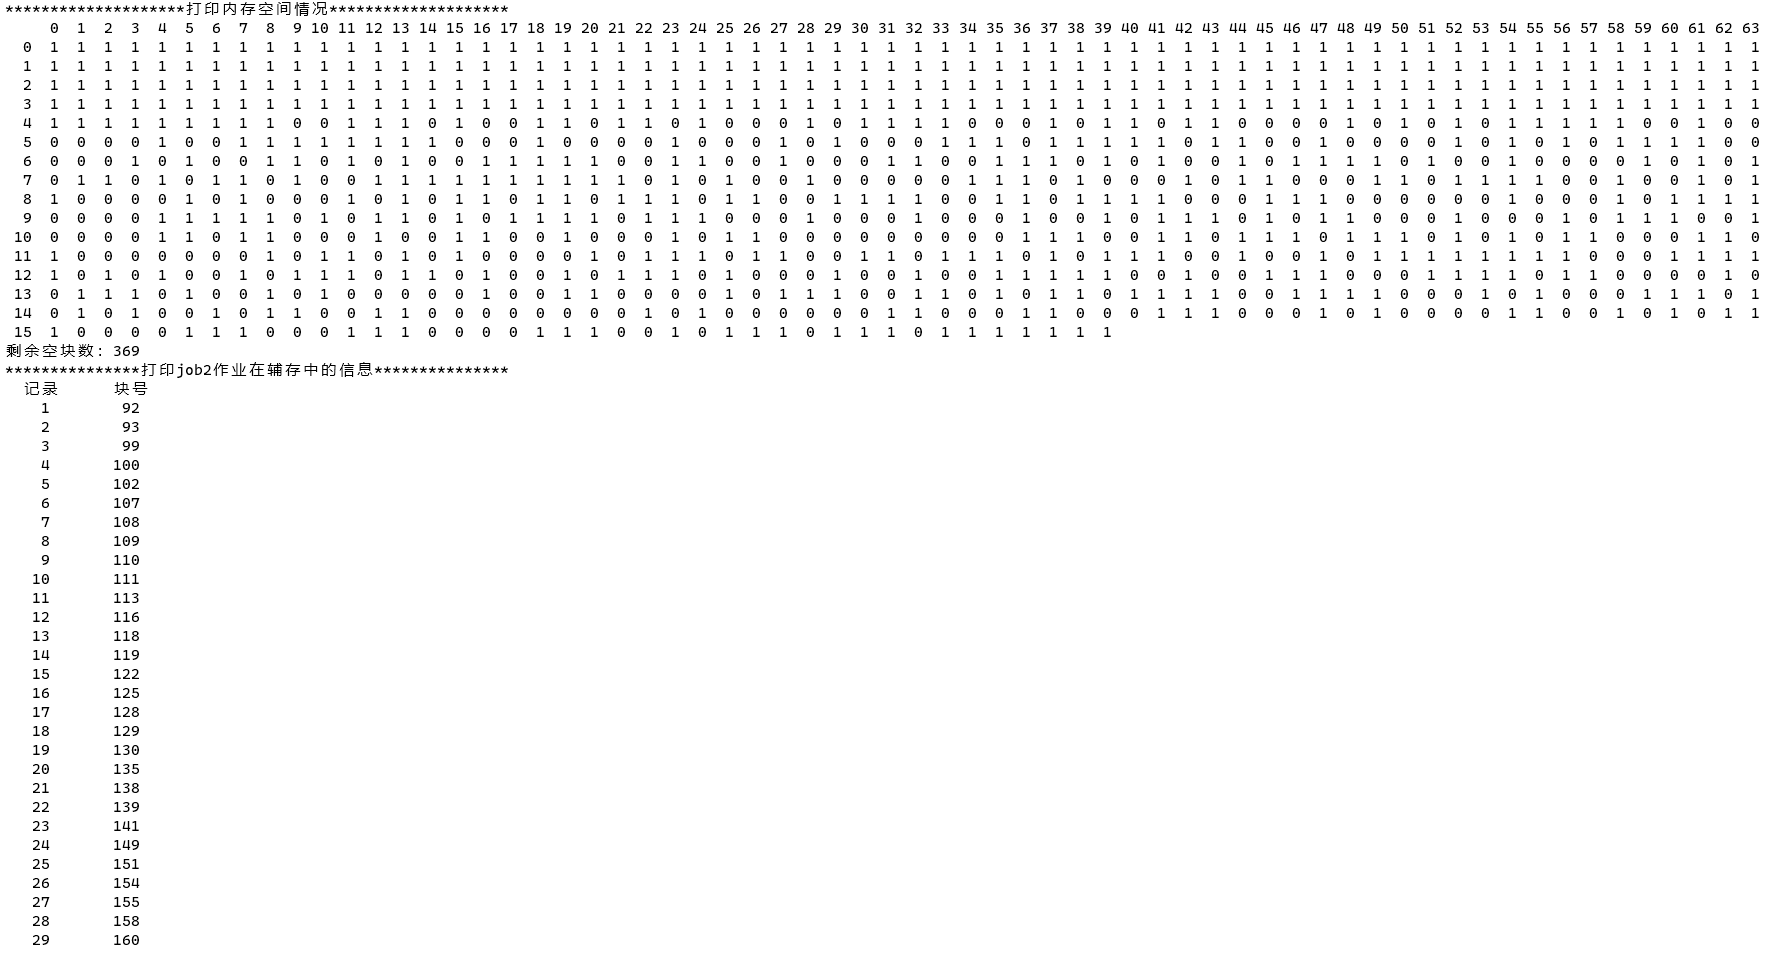 ********************打印内存空间情况********************
0 1 2 3 4 5 6 7 8 9 10 11 12 13 14 15 16 17 18 19 20 21 22 23 24 25 26 27 28 29 30 31 32 33 34 35 36 37 38 39 40 41 42 43 44 45 46 47 48 49 50 51 52 53 54 55 56 57 58 59 60 61 62 63
0 1 1 1 1 1 1 1 1 1 1 1 1 1 1 1 1 1 1 1 1 1 1 1 1 1 1 1 1 1 1 1 1 1 1 1 1 1 1 1 1 1 1 1 1 1 1 1 1 1 1 1 1 1 1 1 1 1 1 1 1 1 1 1 1
1 1 1 1 1 1 1 1 1 1 1 1 1 1 1 1 1 1 1 1 1 1 1 1 1 1 1 1 1 1 1 1 1 1 1 1 1 1 1 1 1 1 1 1 1 1 1 1 1 1 1 1 1 1 1 1 1 1 1 1 1 1 1 1 1
2 1 1 1 1 1 1 1 1 1 1 1 1 1 1 1 1 1 1 1 1 1 1 1 1 1 1 1 1 1 1 1 1 1 1 1 1 1 1 1 1 1 1 1 1 1 1 1 1 1 1 1 1 1 1 1 1 1 1 1 1 1 1 1 1
3 1 1 1 1 1 1 1 1 1 1 1 1 1 1 1 1 1 1 1 1 1 1 1 1 1 1 1 1 1 1 1 1 1 1 1 1 1 1 1 1 1 1 1 1 1 1 1 1 1 1 1 1 1 1 1 1 1 1 1 1 1 1 1 1
4 1 1 1 1 1 1 1 1 1 0 0 1 1 1 0 1 0 0 1 1 0 1 1 0 1 0 0 0 1 0 1 1 1 1 0 0 0 1 0 1 1 0 1 1 0 0 0 0 1 0 1 0 1 0 1 1 1 1 1 0 0 1 0 0
5 0 0 0 0 1 0 0 1 1 1 1 1 1 1 1 0 0 0 1 0 0 0 0 1 0 0 0 1 0 1 0 0 0 1 1 1 0 1 1 1 1 1 0 1 1 0 0 1 0 0 0 0 1 0 1 0 1 0 1 1 1 1 0 0
6 0 0 0 1 0 1 0 0 1 1 0 1 0 1 0 0 1 1 1 1 1 0 0 1 1 0 0 1 0 0 0 1 1 0 0 1 1 1 1 0 1 0 1 0 0 1 1 1 1 0 1 0 1 1 0 0 0 0 0 1 0 1 0 1
7 0 1 1 0 1 0 1 1 0 1 0 0 1 1 1 1 1 1 1 1 1 1 0 1 0 1 0 0 1 0 0 0 0 0 1 1 1 0 1 0 0 0 1 0 1 1 0 0 0 1 1 0 1 1 1 1 0 0 1 0 0 1 0 1
8 1 0 0 0 0 1 0 1 0 0 0 1 0 1 0 1 1 0 1 1 0 1 1 1 0 1 1 0 1 0 1 1 0 0 0 1 0 1 1 1 1 0 0 0 1 1 1 0 0 0 0 0 0 1 0 0 0 1 0 1 1 1 1 1
9 0 0 0 0 1 1 1 1 1 0 1 0 1 1 0 1 0 1 1 1 1 0 1 1 1 0 0 0 1 0 0 0 1 0 0 0 1 0 1 1 0 1 1 1 0 1 0 1 1 0 0 0 1 0 0 0 1 0 1 1 1 0 0 1
10 0 0 0 0 1 1 0 1 1 0 0 0 1 0 0 1 1 0 0 1 0 0 0 1 0 1 1 0 0 0 0 0 0 0 0 0 1 1 1 0 0 1 1 0 1 1 1 0 1 1 1 0 1 0 1 0 1 1 0 0 0 1 1 0
11 1 0 0 0 0 0 0 0 1 1 0 1 0 1 0 1 0 0 0 0 1 0 1 1 1 0 1 1 0 1 0 0 1 0 1 1 1 1 0 1 1 0 1 0 0 1 0 1 0 1 1 1 1 1 1 1 1 0 0 0 1 1 1 1
12 1 0 1 0 1 0 0 1 0 1 1 1 0 1 1 0 1 0 0 1 0 1 1 1 0 1 0 0 1 0 1 0 1 0 0 1 1 1 1 1 1 0 1 0 0 1 1 1 0 0 1 1 1 1 1 0 1 1 0 0 0 0 1 0
13 0 1 1 1 0 1 0 0 1 0 1 0 0 0 0 0 1 0 0 1 1 0 0 0 0 1 0 1 1 1 0 0 1 1 0 1 0 1 1 0 1 1 1 1 0 0 1 1 1 1 0 0 0 1 0 1 0 0 0 1 1 1 0 1
14 0 1 0 1 0 0 1 0 1 1 0 0 1 1 0 0 0 0 0 0 0 0 1 0 1 0 0 0 0 0 0 1 1 0 0 0 1 1 0 0 0 1 1 1 0 0 0 1 0 1 0 0 0 0 1 1 0 0 1 0 1 0 1 1
15 1 0 0 0 0 1 1 1 0 0 0 1 1 1 0 0 0 0 1 1 1 0 0 1 0 1 1 1 0 1 1 1 0 1 1 1 1 1 1 1
剩余空块数: 369
***************打印job2作业在辅存中的信息***************
记录 块号
1 92
2 93
3 99
4 100
5 102
6 107
7 108
8 109
9 110
10 111
11 113
12 116
13 118
14 119
15 122
16 125
17 128
18 129
19 130
20 135
21 138
22 139
23 141
24 149
25 151
26 154
27 155
28 158
29 160